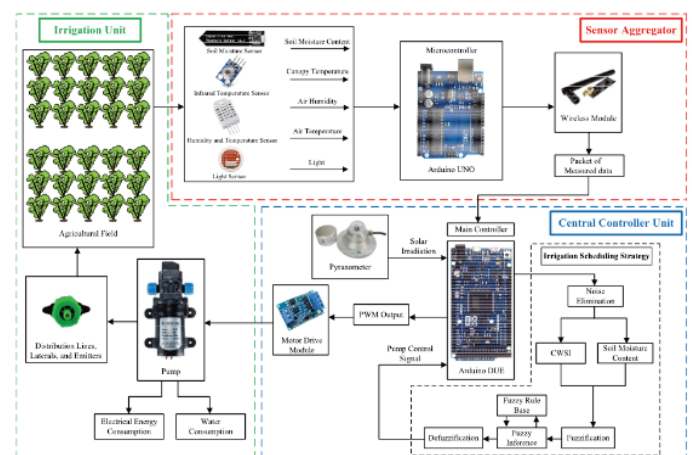 Irrigation Unit
Sensor Aggregator
Soil Moisture Sensor
Soil Moisture Content
Infrared Temperature Sensor
Canopy Temperature
Humidity and Temperature Sensor
Air Humidity
Air Temperature
Light Sensor
Light
Microcontroller
Arduino UNO
Wireless Module
Packet of
Measured data
Agricultural Field
Central Controller Unit
Main Controller
Pyranometer
Solar
Irradiation
Irrigation Scheduling Strategy
Noise
Elimination
CWSI
Soil Moisture
Content
Distribution Lines,
Laterals, and Emitters
Pump
Motor Drive
Module
PWM Output
Pump Control
Signal
Arduino DUE
Electrical Energy
Consumption
Water
Consumption
Fuzzy Rule
Base
Defuzzification
Fuzzy
Inference
Fuzzification